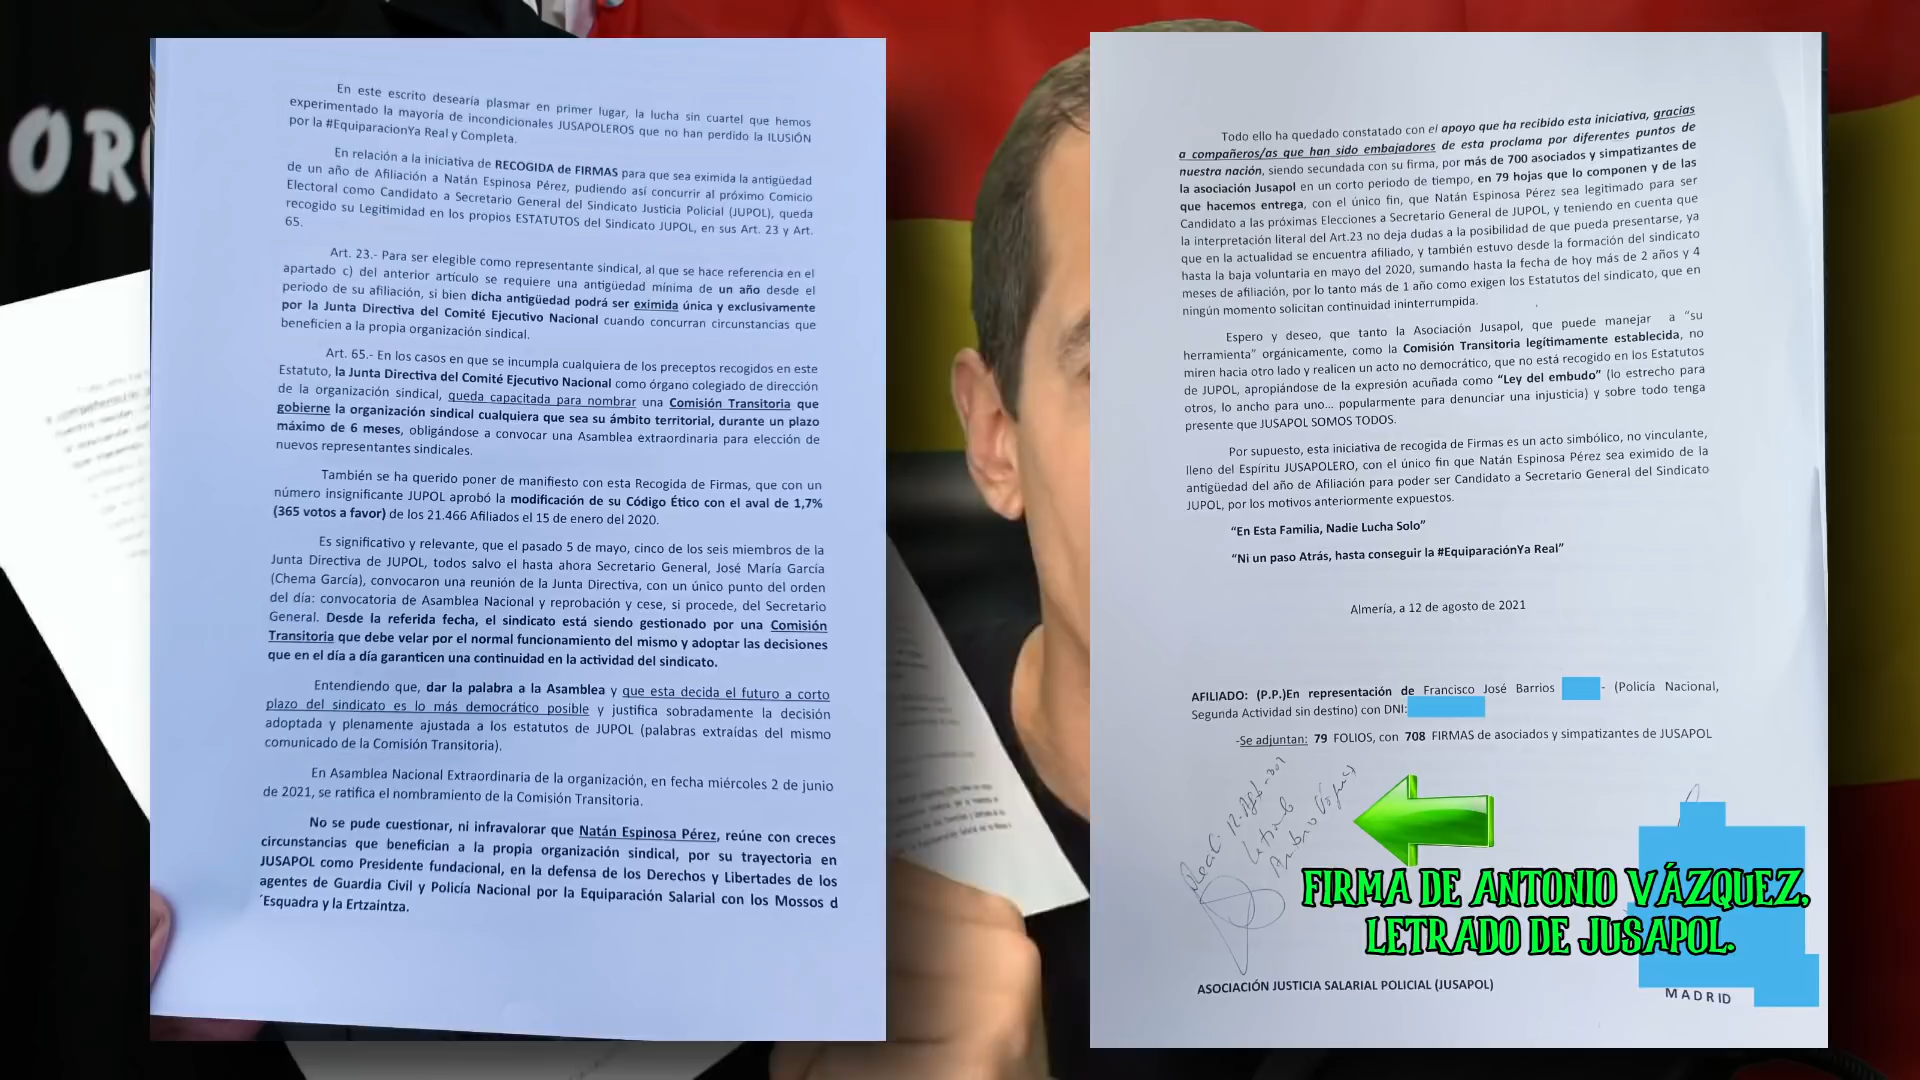 OR
En este escrito desearía plasmar en primer lugar, la lucha sin cuartel que hemos
experimentado la mayoría de incondicionales JUSAPOLEROS que no han perdido la ILUSIÓN
por la #EquiparacionYa Real y Completa.
En relación a la iniciativa de RECOGIDA de FIRMAS para que sea eximida la antigüedad
de un año de Afiliación a Natán Espinosa Pérez, pudiendo así concurrir al próximo Comicio
Electoral como Candidato a Secretario General del Sindicato Justicia Policial (JUPOL), queda
recogido su Legitimidad en los propios ESTATUTOS del Sindicato JUPOL, en sus Art. 23 y Art.
65.
Art. 23.- Para ser elegible como representante sindical, al que se hace referencia en el
apartado c) del anterior artículo se requiere una antigüedad mínima de un año desde el
periodo de su afiliación, si bien dicha antigüedad podrá ser eximida única y exclusivamente
por la Junta Directiva del Comité Ejecutivo Nacional cuando concurran circunstancias que
beneficien a la propia organización sindical.
Art. 65.- En los casos en que se incumpla cualquiera de los preceptos recogidos en este
Estatuto, la Junta Directiva del Comité Ejecutivo Nacional como órgano colegiado de dirección
de la organización sindical, queda capacitada para nombrar una Comisión Transitoria que
gobierne la organización sindical cualquiera que sea su ámbito territorial, durante un plazo
máximo de 6 meses, obligándose a convocar una Asamblea extraordinaria para elección de
nuevos representantes sindicales.
También se ha querido poner de manifiesto con esta Recogida de Firmas, que con un
número insignificante JUPOL aprobó la modificación de su Código Ético con el aval de 1,7%
(365 votos a favor) de los 21.466 Afiliados el 15 de enero del 2020.
Es significativo y relevante, que el pasado 5 de mayo, cinco de los seis miembros de la
Junta Directiva de JUPOL, todos salvo el hasta ahora Secretario General, José María García
(Chema García), convocaron una reunión de la Junta Directiva, con un único punto del orden
del día: convocatoria de Asamblea Nacional y reprobación y cese, si procede, del Secretario
General. Desde la referida fecha, el sindicato está siendo gestionado por una Comisión
Transitoria que debe velar por el normal funcionamiento del mismo y adoptar las decisiones
que en el día a día garanticen una continuidad en la actividad del sindicato.
Entendiendo que, dar la palabra a la Asamblea y que esta decida el futuro a corto
plazo del sindicato es lo más democrático posible y justifica sobradamente la decisión
adoptada y plenamente ajustada a los estatutos de JUPOL (palabras extraídas del mismo
comunicado de la Comisión Transitoria).
En Asamblea Nacional Extraordinaria de la organización, en fecha miércoles 2 de junio
de 2021, se ratifica el nombramiento de la Comisión Transitoria.
No se pude cuestionar, ni infravalorar que Natán Espinosa Pérez, reúne con creces
circunstancias que benefician a la propia organización sindical, por su trayectoria en
JUSAPOL como Presidente fundacional, en la defensa de los Derechos y Libertades de los
agentes de Guardia Civil y Policía Nacional por la Equiparación Salarial con los Mossos d
´Esquadra y la Ertzaintza.
Todo ello ha quedado constatado con el apoyo que ha recibido esta iniciativa, gracias
a compañeros/as que han sido embajadores de esta proclama por diferentes puntos de
nuestra nación, siendo secundada con su firma, por más de 700 asociados y simpatizantes de
la asociación Jusapol en un corto periodo de tiempo, en 79 hojas que lo componen y de las
que hacemos entrega, con el único fin, que Natán Espinosa Pérez sea legitimado para ser
Candidato a las próximas Elecciones a Secretario General de JUPOL, y teniendo en cuenta que
la interpretación literal del Art.23 no deja dudas a la posibilidad de que pueda presentarse, ya
que en la actualidad se encuentra afiliado, y también estuvo desde la formación del sindicato
hasta la baja voluntaria en mayo del 2020, sumando hasta la fecha de hoy más de 2 años y 4
meses de afiliación, por lo tanto más de 1 año como exigen los Estatutos del sindicato, que en
ningún momento solicitan continuidad ininterrumpida.
Espero y deseo, que tanto la Asociación Jusapol, que puede manejar a “su
herramienta” orgánicamente, como la Comisión Transitoria legítimamente establecida, no
miren hacia otro lado y realicen un acto no democrático, que no está recogido en los Estatutos
de JUPOL, apropiándose de la expresión acuñada como “Ley del embudo” (lo estrecho para
otros, lo ancho para uno... popularmente para denunciar una injusticia) y sobre todo tenga
presente que JUSAPOL SOMOS TODOS.
Por supuesto, esta iniciativa de recogida de Firmas es un acto simbólico, no vinculante,
lleno del Espíritu JUSAPOLERO, con el único fin que Natán Espinosa Pérez sea eximido de la
antigüedad del año de Afiliación para poder ser Candidato a Secretario General del Sindicato
JUPOL, por los motivos anteriormente expuestos.
“En Esta Familia, Nadie Lucha Solo”
“Ni un paso Atrás, hasta conseguir la #EquiparaciónYa Real”
Almería, a 12 de agosto de 2021
AFILIADO: (P.P.)En representación de Francisco José Barrios - (Policía Nacional,
Segunda Actividad sin destino) con DNI:
-Se adjuntan: 79 FOLIOS, con 708 FIRMAS de asociados y simpatizantes de JUSAPOL
Letrado
FIRMA DE ANTONIO VÁZQUEZ,
LETRADO DE JUSAPOL.
ASOCIACIÓN JUSTICIA SALARIAL POLICIAL (JUSAPOL)
MADRID